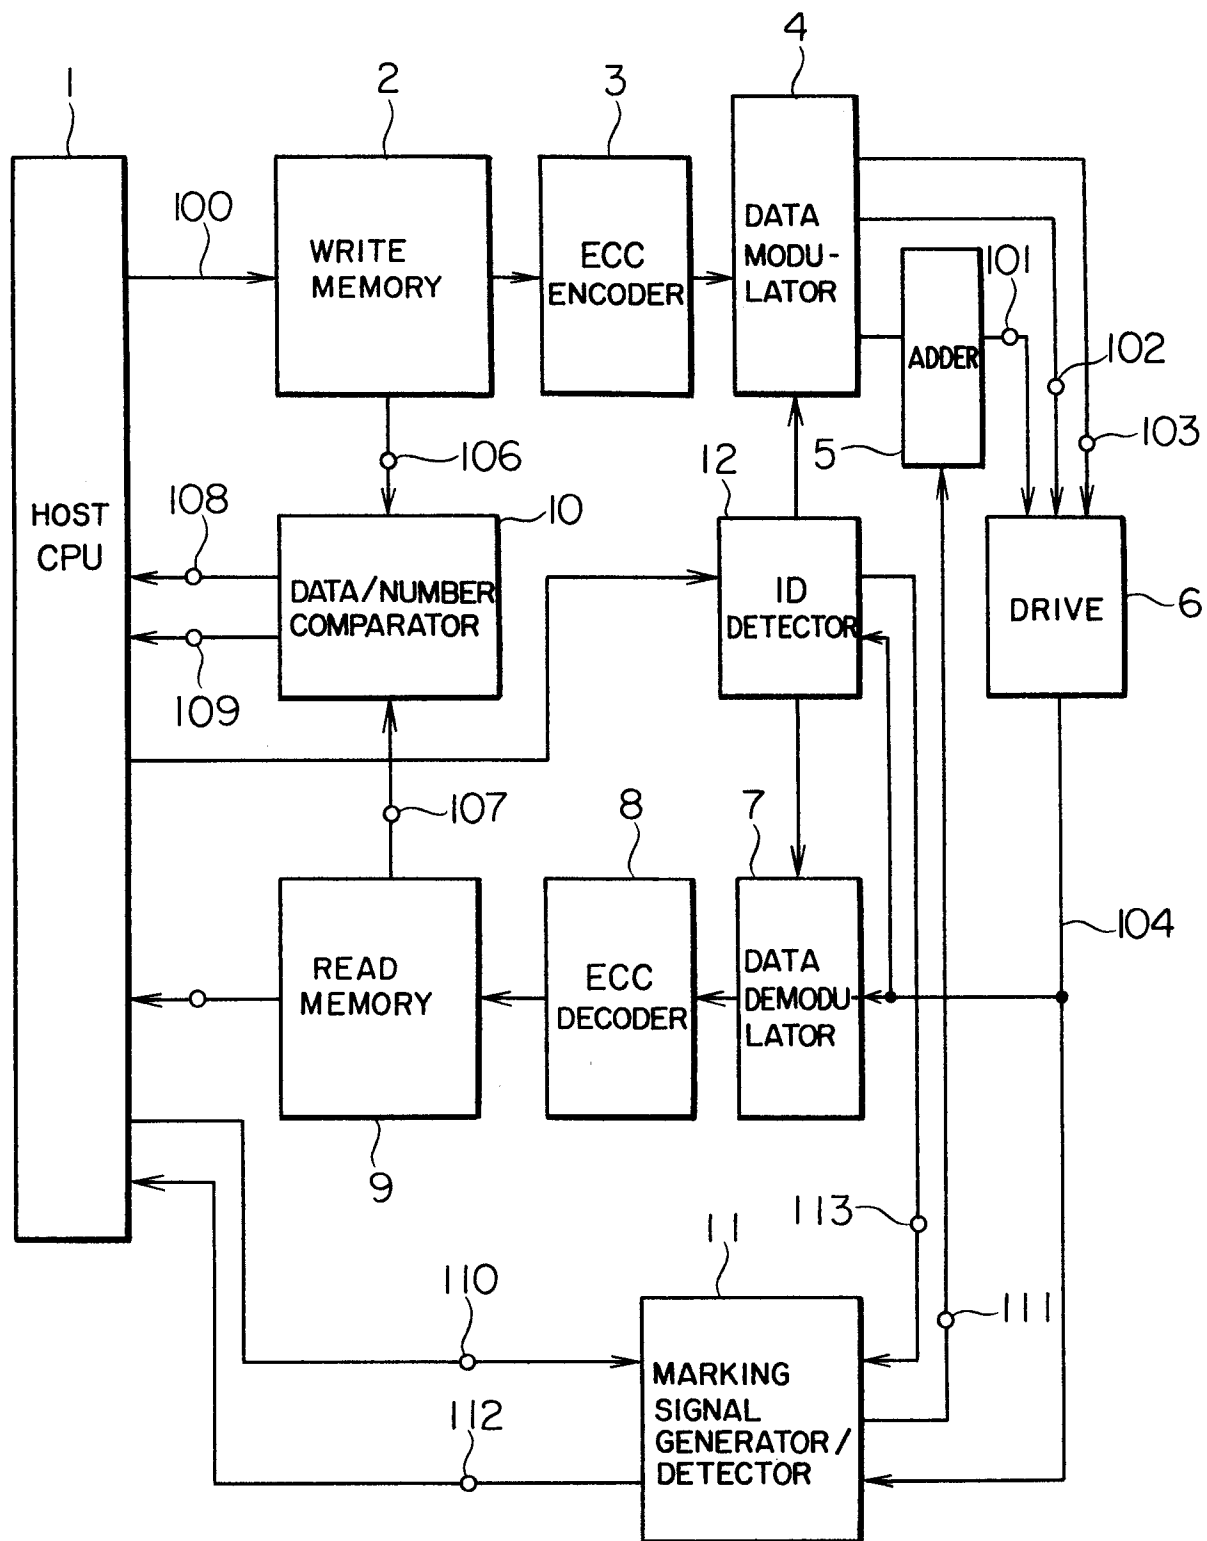 4
1
2
3
100
WRITE
MEMORY
ECC
ENCODER
DATA
MODU-
LATOR
101
ADDER
102
103
5
106
12
108
10
HOST
CPU
DATA/NUMBER
COMPARATOR
ID
DETECTOR
DRIVE
6
109
107
8
7
104
READ
MEMORY
ECC
DECODER
DATA
DEMODU-
LATOR
9
113
11
110
111
MARKING
SIGNAL
GENERATOR/
DETECTOR
112